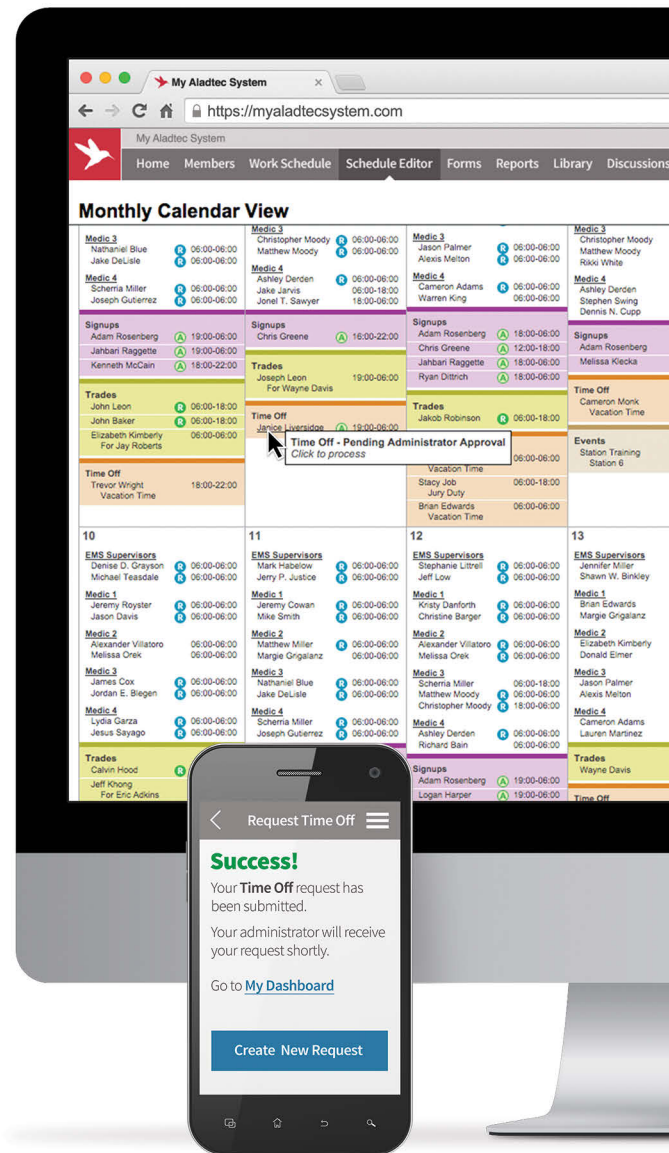 My Aladtec System
https://myaladtecsystem.com
My Aladtec System
Home Members Work Schedule Schedule Editor Forms Reports Library Discussions
Monthly Calendar View
Medic 3
Nathaniel Blue R 06:00-06:00
Jake DeLisle R 06:00-06:00
Medic 4
Scherria Miller R 06:00-06:00
Joseph Gutierrez R 06:00-06:00
Signups
Adam Rosenberg A 19:00-06:00
Jahbari Raggette A 19:00-06:00
Kenneth McCain A 18:00-22:00
Trades
John Leon R 06:00-18:00
John Baker R 06:00-18:00
Elizabeth Kimberly 06:00-06:00
For Jay Roberts
Time Off
Trevor Wright 18:00-22:00
Vacation Time
Medic 3
Christopher Moody R 06:00-06:00
Matthew Moody R 06:00-06:00
Medic 4
Ashley Derden R 06:00-06:00
Jake Jarvis 06:00-18:00
Jonel T. Sawyer 18:00-06:00
Signups
Chris Greene A 16:00-22:00
Trades
Joseph Leon 19:00-06:00
For Wayne Davis
Time Off
Janice Liversidge A 19:00-06:00
Time Off - Pending Administrator Approval
Click to process
Medic 3
Jason Palmer R 06:00-06:00
Alexis Melton R 06:00-06:00
Medic 4
Cameron Adams R 06:00-06:00
Warren King 06:00-06:00
Signups
Adam Rosenberg A 18:00-06:00
Chris Greene A 12:00-18:00
Jahbari Raggette A 18:00-06:00
Ryan Dittrich A 18:00-06:00
Trades
Jakob Robinson R 06:00-18:00
06:00-06:00
Vacation Time
Stacy Job 06:00-18:00
Jury Duty
Brian Edwards 06:00-06:00
Vacation Time
Medic 3
Christopher Moody
Matthew Moody
Rikki White
Medic 4
Ashley Derden
Stephen Swing
Dennis N. Cupp
Signups
Adam Rosenberg
Melissa Klecka
Time Off
Cameron Monk
Vacation Time
Events
Station Training
Station 6
10
EMS Supervisors
Denise D. Grayson R 06:00-06:00
Michael Teasdale R 06:00-06:00
Medic 1
Jeremy Royster R 06:00-06:00
Jason Davis R 06:00-06:00
Medic 2
Alexander Villatoro 06:00-06:00
Melissa Orek 06:00-06:00
Medic 3
James Cox R 06:00-06:00
Jordan E. Blegen R 06:00-06:00
Medic 4
Lydia Garza R 06:00-06:00
Jesus Sayago R 06:00-06:00
Trades
Calvin Hood R
Jeff Khong
For Eric Adkins
11
EMS Supervisors
Mark Habelow R 06:00-06:00
Jerry P. Justice R 06:00-06:00
Medic 1
Jeremy Cowan R 06:00-06:00
Mike Smith R 06:00-06:00
Medic 2
Matthew Miller R 06:00-06:00
Margie Grigalanz 06:00-06:00
Medic 3
Nathaniel Blue R 06:00-06:00
Jake DeLisle R 06:00-06:00
Medic 4
Scherria Miller R 06:00-06:00
Joseph Gutierrez R 06:00-06:00
12
EMS Supervisors
Stephanie Littrell R 06:00-06:00
Jeff Low R 06:00-06:00
Medic 1
Kristy Danforth R 06:00-06:00
Christine Barger R 06:00-06:00
Medic 2
Alexander Villatoro R 06:00-06:00
Melissa Orek R 06:00-06:00
Medic 3
Scherria Miller 06:00-18:00
Matthew Moody R 06:00-06:00
Christopher Moody R 18:00-06:00
Medic 4
Ashley Derden R 06:00-06:00
Richard Bain 06:00-06:00
Signups
Adam Rosenberg A 19:00-06:00
Logan Harper A 19:00-06:00
13
EMS Supervisors
Jennifer Miller
Shawn W. Binkley
Medic 1
Brian Edwards
Margie Grigalanz
Medic 2
Elizabeth Kimberly
Donald Elmer
Medic 3
Jason Palmer
Alexis Melton
Medic 4
Cameron Adams
Lauren Martinez
Trades
Wayne Davis
Time Off
Request Time Off
Success!
Your Time Off request has
been submitted.
Your administrator will receive
your request shortly.
Go to My Dashboard
Create New Request